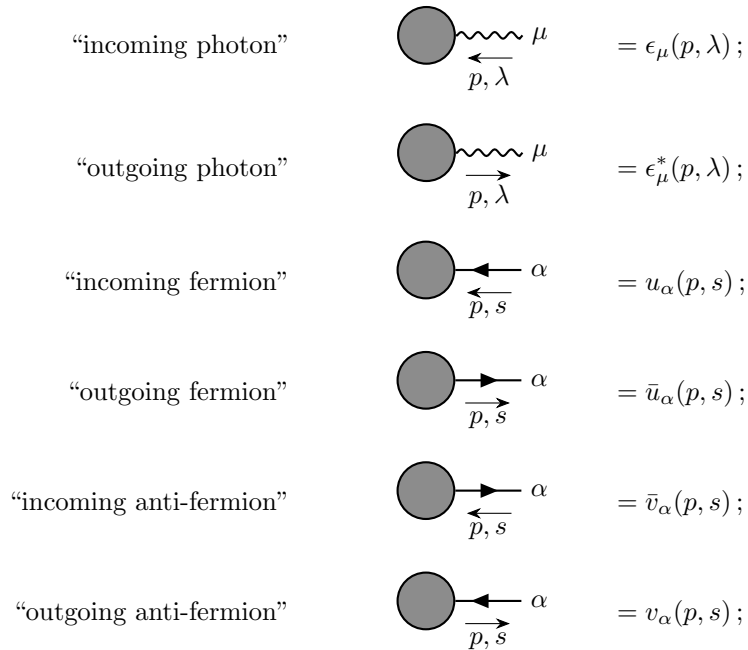 “incoming photon” μ = ϵ_μ(p, λ) ;
p, λ
“outgoing photon” μ = ϵ*_μ(p, λ) ;
p, λ
“incoming fermion” α = u_α(p, s) ;
p, s
“outgoing fermion” α = ū_α(p, s) ;
p, s
“incoming anti-fermion” α = v̄_α(p, s) ;
p, s
“outgoing anti-fermion” α = v_α(p, s) ;
p, s